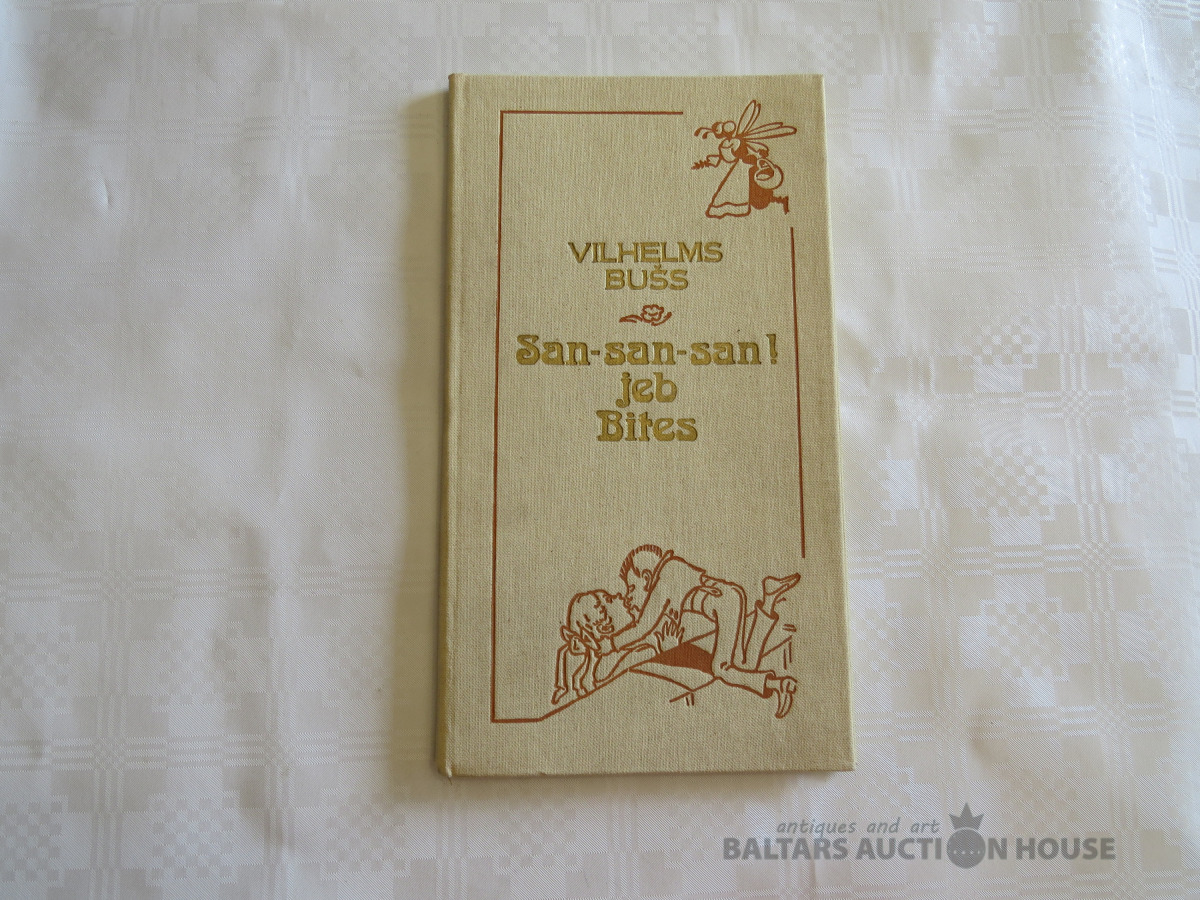 VILHELMS
BUŠS
San-san-san!
jeb
Bites
antiques and art
BALTARS AUCTION HOUSE